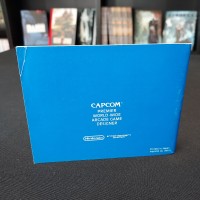 CAPCOM
PREMIER
WORLD WIDE
ARCADE GAME
DESIGNER
Nintendo